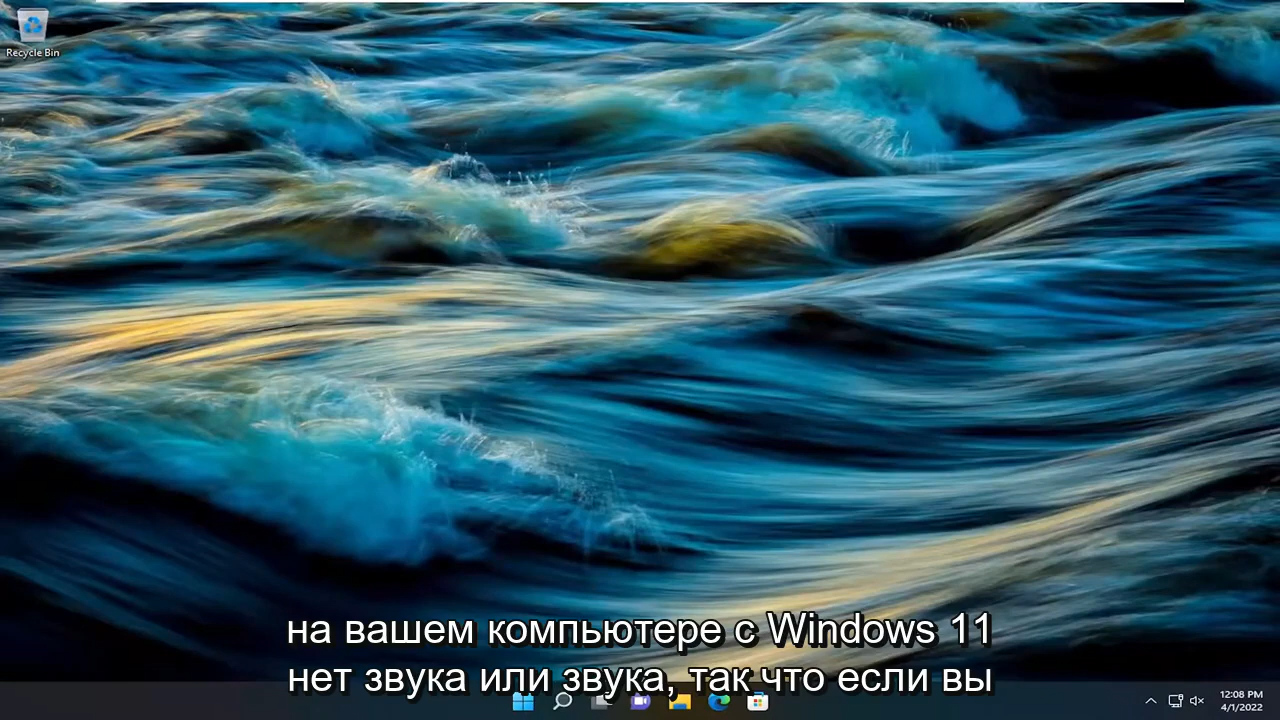 Recycle Bin
на вашем компьютере с Windows 11
нет звука или звука, так что если вы
12:08 PM
4/1/2022